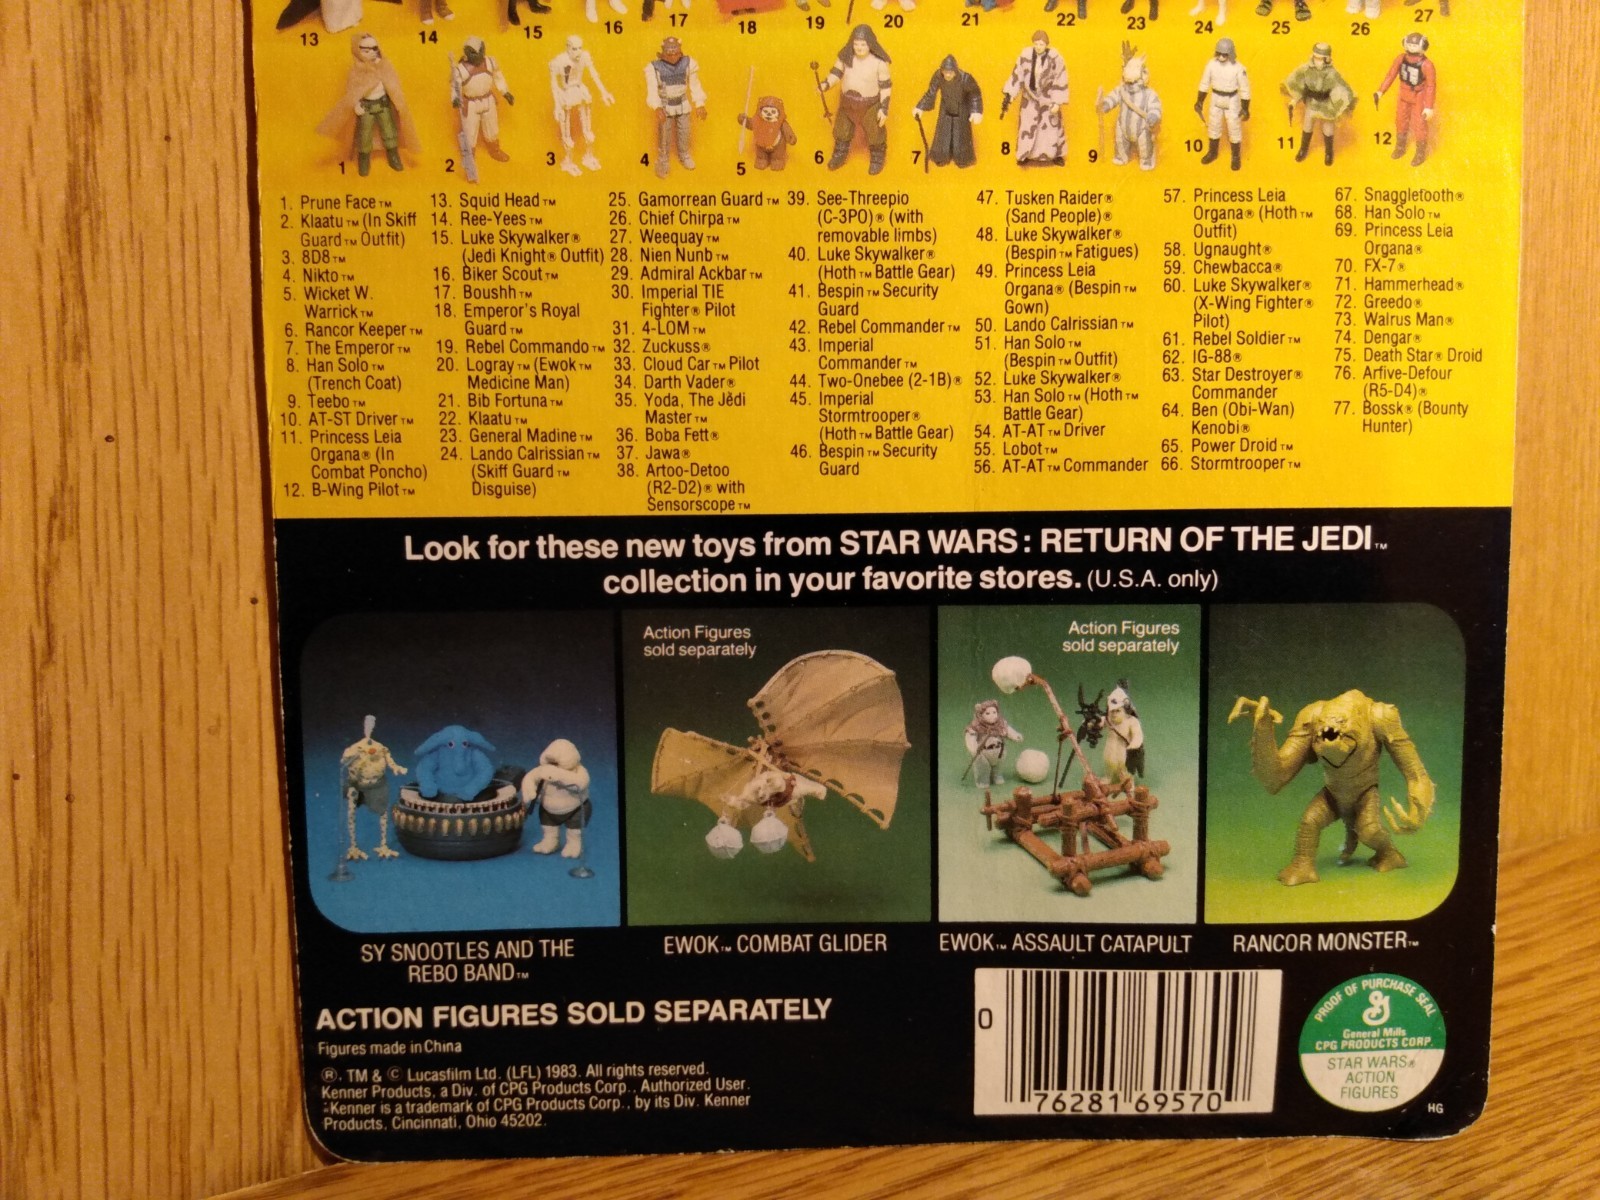 13 14 15 16 17 18 19 20 21 22 23 24 25 26 27
1 2 3 4 5 6 7 8 9 10 11 12
1. Prune Face™
2. Klaatu™ (In Skiff
Guard™ Outfit)
3. 8D8™
4. Nikto™
5. Wicket W.
Warrick™
6. Rancor Keeper™
7. The Emperor™
8. Han Solo™
(Trench Coat)
9. Teebo™
10. AT-ST Driver™
11. Princess Leia
Organa® (In
Combat Poncho)
12. B-Wing Pilot™
13. Squid Head™
14. Ree-Yees™
15. Luke Skywalker®
(Jedi Knight® Outfit)
16. Biker Scout™
17. Boushh™
18. Emperor's Royal
Guard™
19. Rebel Commando™
20. Logray™ (Ewok™
Medicine Man)
21. Bib Fortuna™
22. Klaatu™
23. General Madine™
24. Lando Calrissian™
(Skiff Guard™
Disguise)
25. Gamorrean Guard™
26. Chief Chirpa™
27. Weequay™
28. Nien Nunb™
29. Admiral Ackbar™
30. Imperial TIE
Fighter® Pilot
31. 4-LOM™
32. Zuckuss®
33. Cloud Car™ Pilot
34. Darth Vader®
35. Yoda, The Jedi
Master™
36. Boba Fett®
37. Jawa®
38. Artoo-Detoo
(R2-D2)® with
Sensorscope™
39. See-Threepio
(C-3PO)® (with
removable limbs)
40. Luke Skywalker®
(Hoth™ Battle Gear)
41. Bespin™ Security
Guard
42. Rebel Commander™
43. Imperial
Commander™
44. Two-Onebee (2-1B)®
45. Imperial
Stormtrooper®
(Hoth™ Battle Gear)
46. Bespin™ Security
Guard
47. Tusken Raider®
(Sand People)®
48. Luke Skywalker®
(Bespin™ Fatigues)
49. Princess Leia
Organa® (Bespin™
Gown)
50. Lando Calrissian™
51. Han Solo™
(Bespin™ Outfit)
52. Luke Skywalker®
53. Han Solo™ (Hoth™
Battle Gear)
54. AT-AT™ Driver
55. Lobot™
56. AT-AT™ Commander
57. Princess Leia
Organa® (Hoth™
Outfit)
58. Ugnaught®
59. Chewbacca®
60. Luke Skywalker®
(X-Wing Fighter®
Pilot)
61. Rebel Soldier™
62. IG-88®
63. Star Destroyer®
Commander
64. Ben (Obi-Wan)
Kenobi®
65. Power Droid™
66. Stormtrooper™
67. Snaggletooth®
68. Han Solo™
69. Princess Leia
Organa®
70. FX-7®
71. Hammerhead®
72. Greedo®
73. Walrus Man®
74. Dengar®
75. Death Star® Droid
76. Arfive-Defour
(R5-D4)®
77. Bossk® (Bounty
Hunter)
Look for these new toys from STAR WARS: RETURN OF THE JEDI™
collection in your favorite stores. (U.S.A. only)
Action Figures
sold separately
Action Figures
sold separately
SY SNOOTLES AND THE
REBO BAND™
EWOK™ COMBAT GLIDER
EWOK™ ASSAULT CATAPULT
RANCOR MONSTER™
ACTION FIGURES SOLD SEPARATELY
Figures made in China
®, TM & © Lucasfilm Ltd. (LFL) 1983. All rights reserved.
Kenner Products, a Div. of CPG Products Corp., Authorized User.
Kenner is a trademark of CPG Products Corp., by its Div. Kenner
Products, Cincinnati, Ohio 45202.
0 76281 69570
PROOF OF PURCHASE SEAL
G
General Mills
CPG PRODUCTS CORP.
STAR WARS®
ACTION
FIGURES
HG